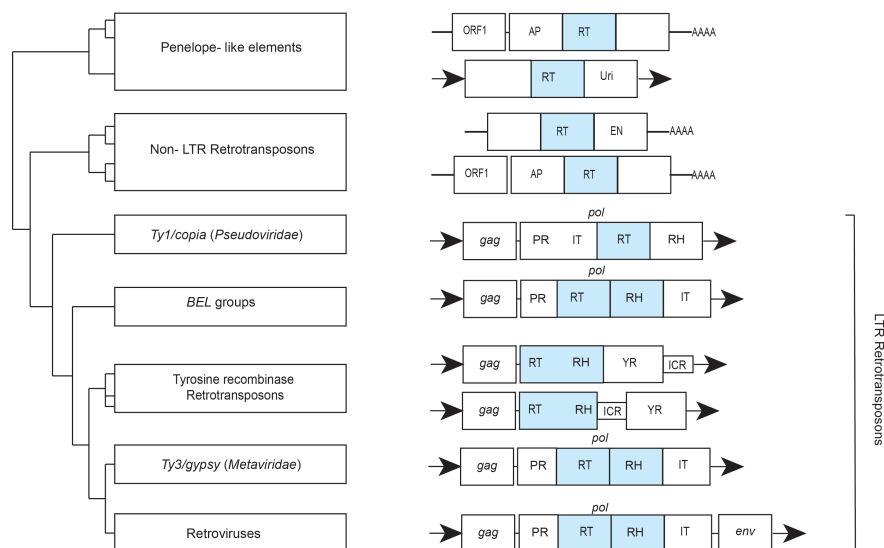 Penelope- like elements
ORF1 AP RT AAAA
RT Uri
Non- LTR Retrotransposons
RT EN AAAA
ORF1 AP RT AAAA
Ty1/copia (Pseudoviridae)
pol
gag PR IT RT RH
BEL groups
pol
gag PR RT RH IT
Tyrosine recombinase
Retrotransposons
gag RT RH YR ICR
gag RT RH ICR YR
Ty3/gypsy (Metaviridae)
pol
gag PR RT RH IT
Retroviruses
pol
gag PR RT RH IT env
LTR Retrotransposons